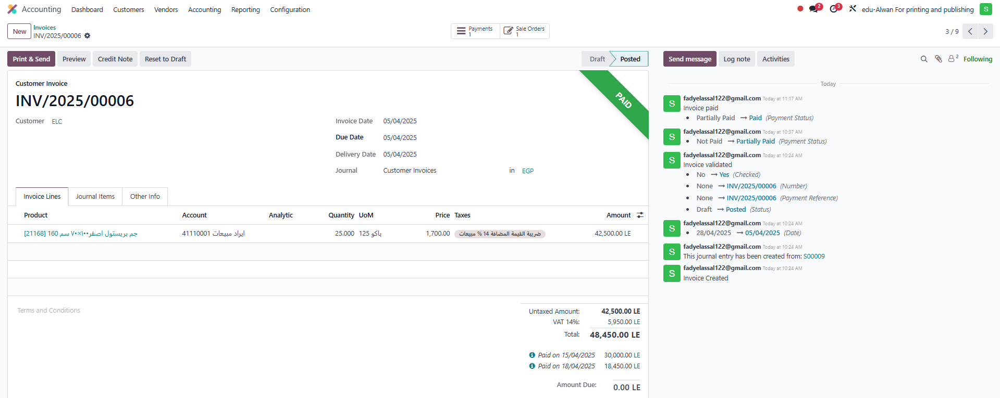 Accounting Dashboard Customers Vendors Accounting Reporting Configuration 2 3 edu-Alwan For printing and publishing S
New Invoices
INV/2025/00006
Payments 1
Sale Orders 1
3 / 9
Print & Send Preview Credit Note Reset to Draft Draft Posted
Customer Invoice
INV/2025/00006
PAID
Customer ELC
Invoice Date 05/04/2025
Due Date 05/04/2025
Delivery Date 05/04/2025
Journal Customer Invoices in EGP
Invoice Lines Journal Items Other Info
Product Account Analytic Quantity UoM Price Taxes Amount
[21168] جم بريستول اصفر١٠٠×٧٠ سم 160 41110001 ايراد مبيعات 25.000 باكو 125 1,700.00 ضريبة القيمة المضافة 14 % مبيعات 42,500.00 LE
Terms and Conditions
Untaxed Amount: 42,500.00 LE
VAT 14%: 5,950.00 LE
Total: 48,450.00 LE
Paid on 15/04/2025 30,000.00 LE
Paid on 18/04/2025 18,450.00 LE
Amount Due: 0.00 LE
Send message Log note Activities 2 Following
Today
S fadyelassal122@gmail.com Today at 11:17 AM
Invoice paid
Partially Paid → Paid (Payment Status)
S fadyelassal122@gmail.com Today at 10:37 AM
Not Paid → Partially Paid (Payment Status)
S fadyelassal122@gmail.com Today at 10:24 AM
Invoice validated
No → Yes (Checked)
None → INV/2025/00006 (Number)
None → INV/2025/00006 (Payment Reference)
Draft → Posted (Status)
S fadyelassal122@gmail.com Today at 10:24 AM
28/04/2025 → 05/04/2025 (Date)
S fadyelassal122@gmail.com Today at 10:24 AM
This journal entry has been created from: S00009
S fadyelassal122@gmail.com Today at 10:24 AM
Invoice Created